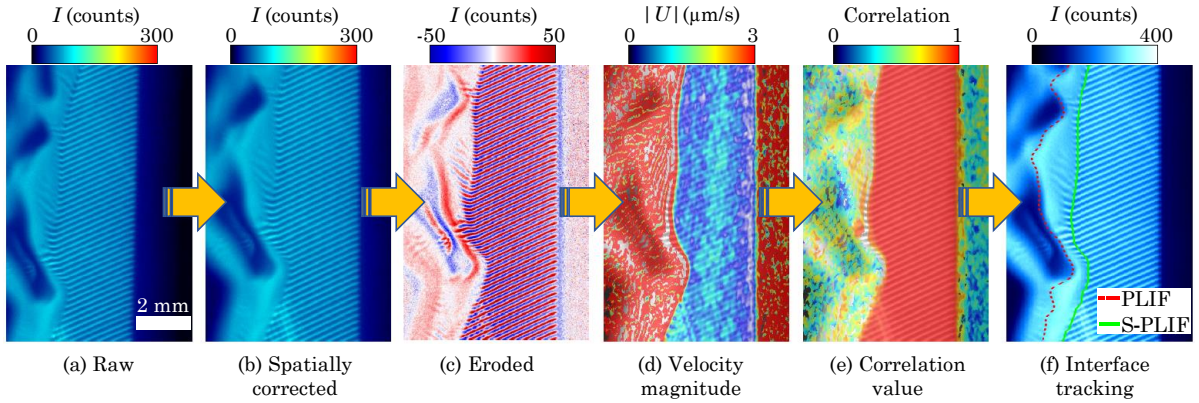 I (counts)
0 300
I (counts)
0 300
I (counts)
-50 50
|U| (µm/s)
0 3
Correlation
0 1
I (counts)
0 400
2 mm
PLIF
S-PLIF
(a) Raw
(b) Spatially
corrected
(c) Eroded
(d) Velocity
magnitude
(e) Correlation
value
(f) Interface
tracking